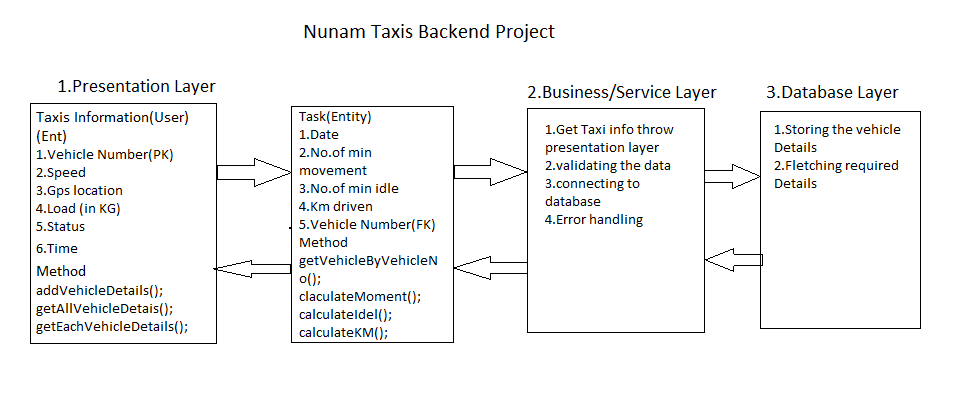 Nunam Taxis Backend Project
1.Presentation Layer
Taxis Information(User)
(Ent)
1.Vehicle Number(PK)
2.Speed
3.Gps location
4.Load (in KG)
5.Status
6.Time
Method
addVehicleDetails();
getAllVehicleDetais();
getEachVehicleDetails();
Task(Entity)
1.Date
2.No.of min
movement
3.No.of min idle
4.Km driven
5.Vehicle Number(FK)
Method
getVehicleByVehicleN
o();
claculateMoment();
calculateIdel();
calculateKM();
2.Business/Service Layer
1.Get Taxi info throw
presentation layer
2.validating the data
3.connecting to
database
4.Error handling
3.Database Layer
1.Storing the vehicle
Details
2.Fletching required
Details